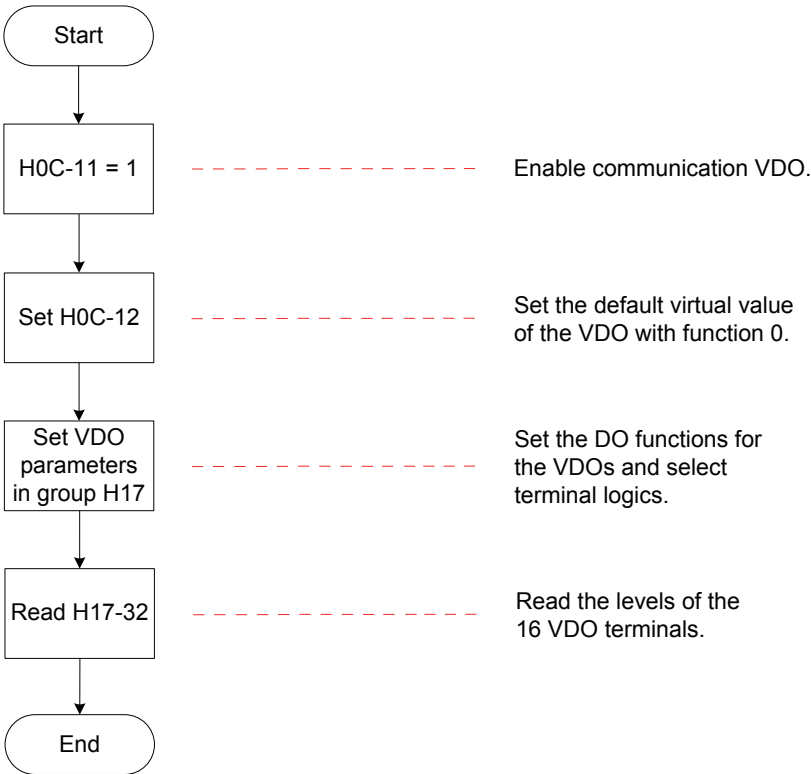 Start
H0C-11 = 1
Enable communication VDO.
Set H0C-12
Set the default virtual value
of the VDO with function 0.
Set VDO
parameters
in group H17
Set the DO functions for
the VDOs and select
terminal logics.
Read H17-32
Read the levels of the
16 VDO terminals.
End